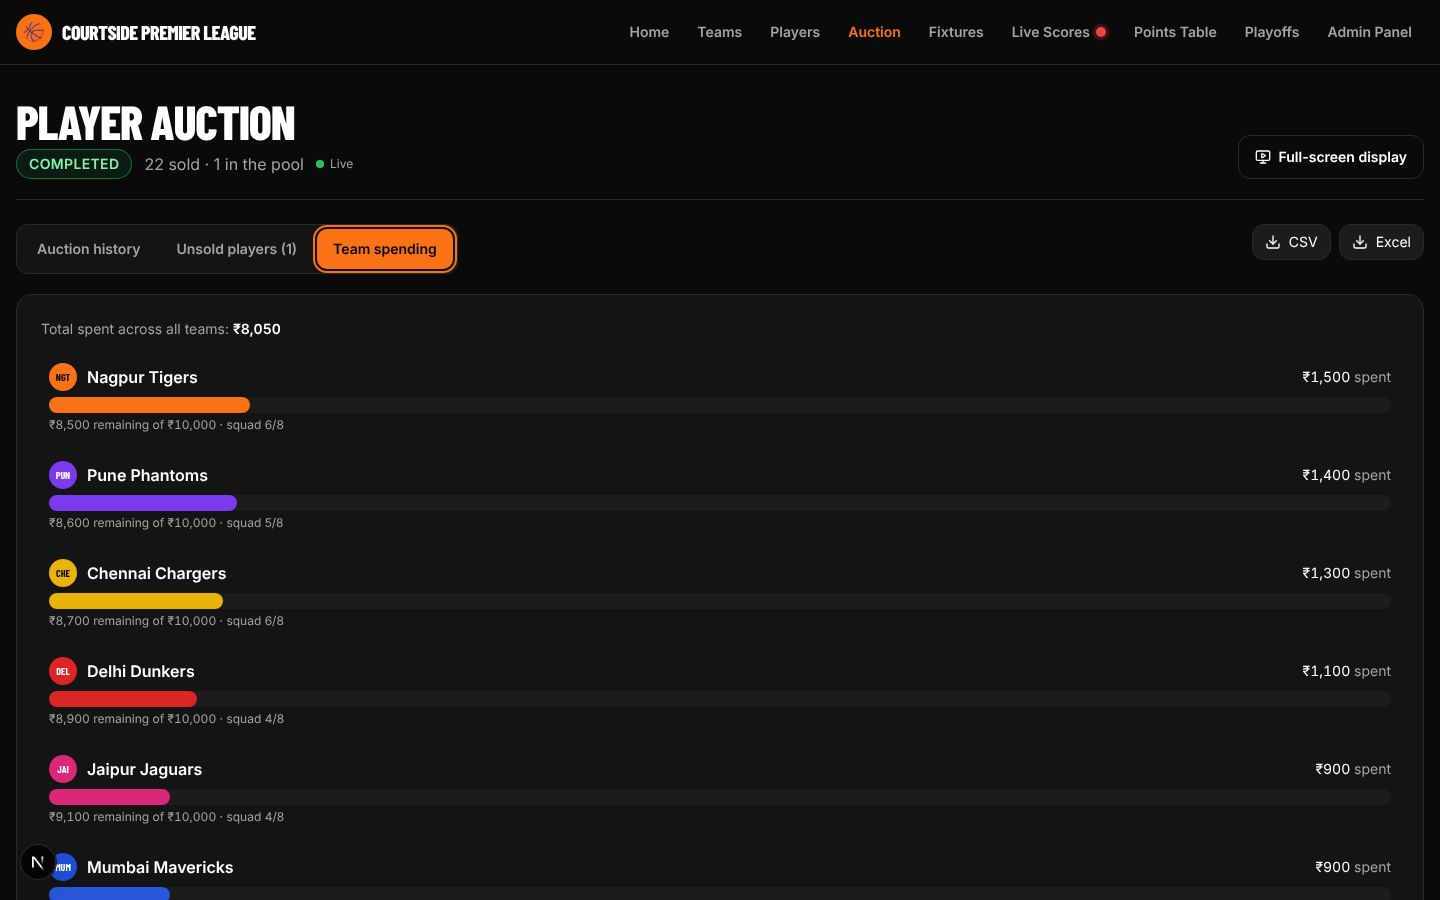 COURTSIDE PREMIER LEAGUE
Home Teams Players Auction Fixtures Live Scores Points Table Playoffs Admin Panel
PLAYER AUCTION
COMPLETED 22 sold · 1 in the pool Live
Full-screen display
Auction history Unsold players (1) Team spending
CSV Excel
Total spent across all teams: ₹8,050
NGT Nagpur Tigers ₹1,500 spent
₹8,500 remaining of ₹10,000 · squad 6/8
PUN Pune Phantoms ₹1,400 spent
₹8,600 remaining of ₹10,000 · squad 5/8
CHE Chennai Chargers ₹1,300 spent
₹8,700 remaining of ₹10,000 · squad 6/8
DEL Delhi Dunkers ₹1,100 spent
₹8,900 remaining of ₹10,000 · squad 4/8
JAI Jaipur Jaguars ₹900 spent
₹9,100 remaining of ₹10,000 · squad 4/8
N MUM Mumbai Mavericks ₹900 spent